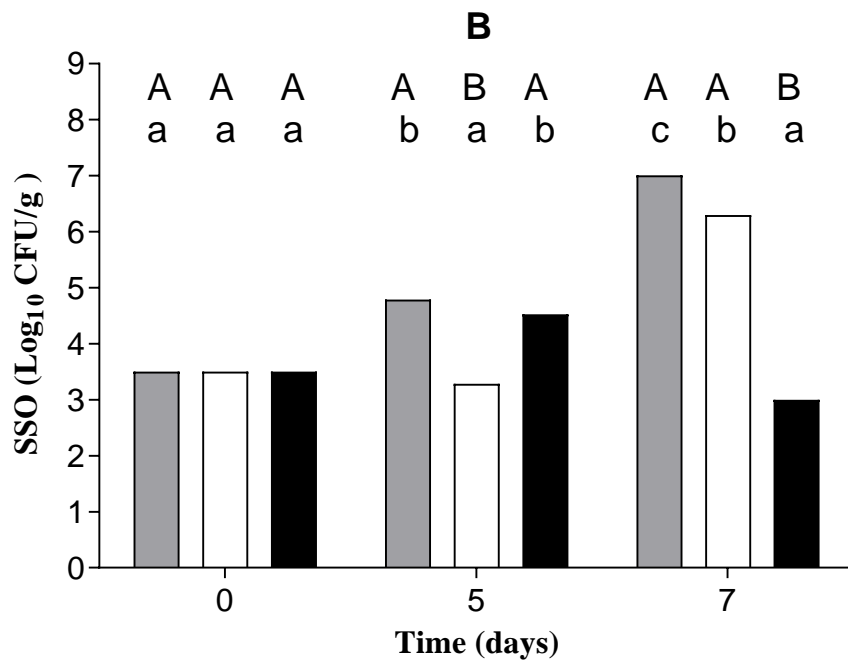 B
SSO (Log₁₀ CFU/g )
9
8
7
6
5
4
3
2
1
0
A A A A B A A A B
a a a b a b c b a
0 5 7
Time (days)